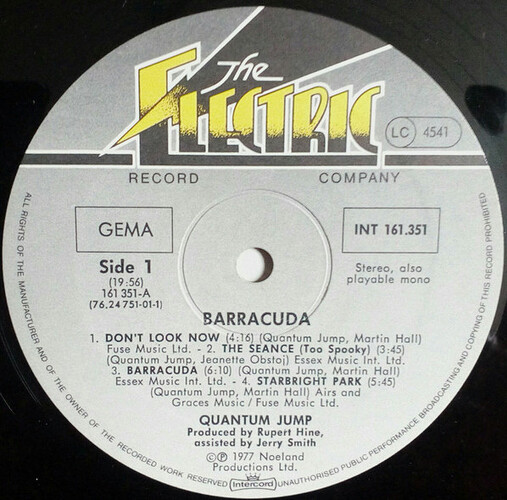 The
ELECTRIC
RECORD COMPANY
LC 4541
GEMA
INT 161.351
Side 1
(19:56)
161 351-A
(76.24 751-01-1)
Stereo, also
playable mono
BARRACUDA
1. DON'T LOOK NOW (4:16) (Quantum Jump, Martin Hall)
Fuse Music Ltd. - 2. THE SEANCE (Too Spooky) (3:45)
(Quantum Jump, Jeanette Obstoj) Essex Music Int. Ltd.
3. BARRACUDA (6:10) (Quantum Jump, Martin Hall)
Essex Music Int. Ltd. - 4. STARBRIGHT PARK (5:45)
(Quantum Jump, Martin Hall) Airs and
Graces Music / Fuse Music Ltd.
QUANTUM JUMP
Produced by Rupert Hine,
assisted by Jerry Smith
©℗ 1977 Noeland
Productions Ltd.
ALL RIGHTS OF THE MANUFACTURER AND OF THE OWNER OF THE RECORDED WORK RESERVED
Intercord
UNAUTHORISED PUBLIC PERFORMANCE BROADCASTING AND COPYING OF THIS RECORD PROHIBITED